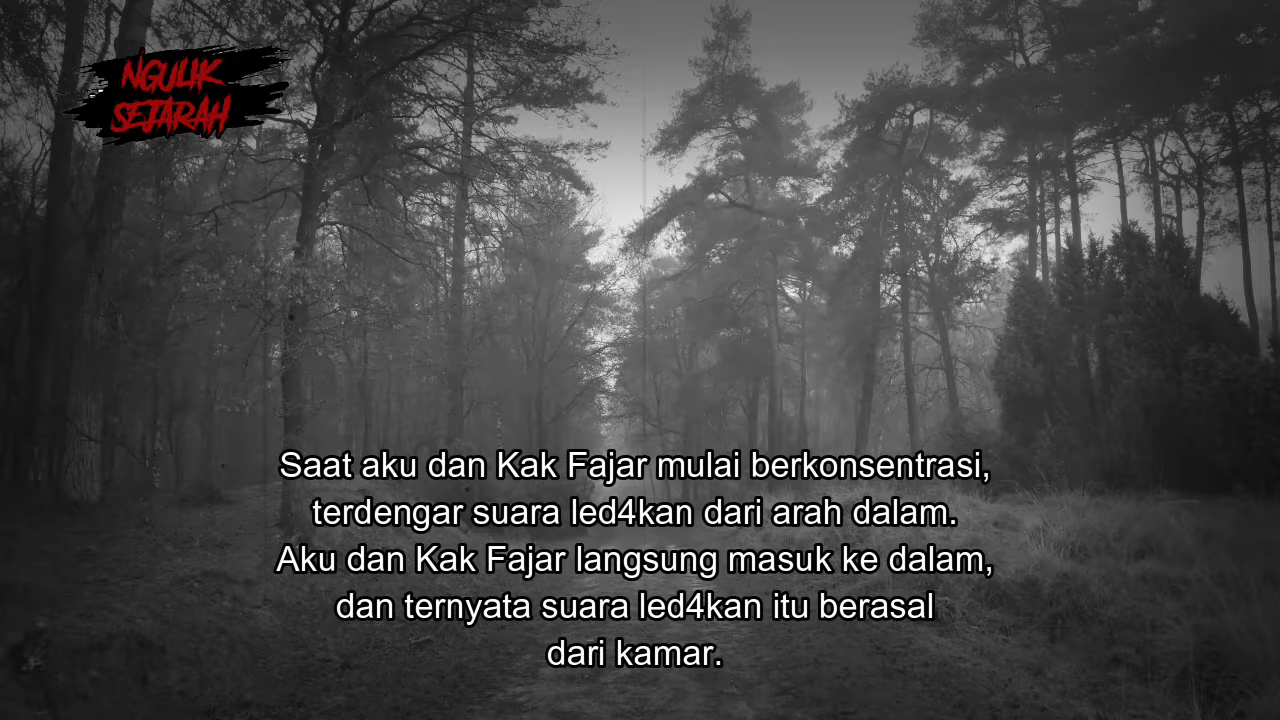 NGULIK
SEJARAH
Saat aku dan Kak Fajar mulai berkonsentrasi,
terdengar suara led4kan dari arah dalam.
Aku dan Kak Fajar langsung masuk ke dalam,
dan ternyata suara led4kan itu berasal
dari kamar.